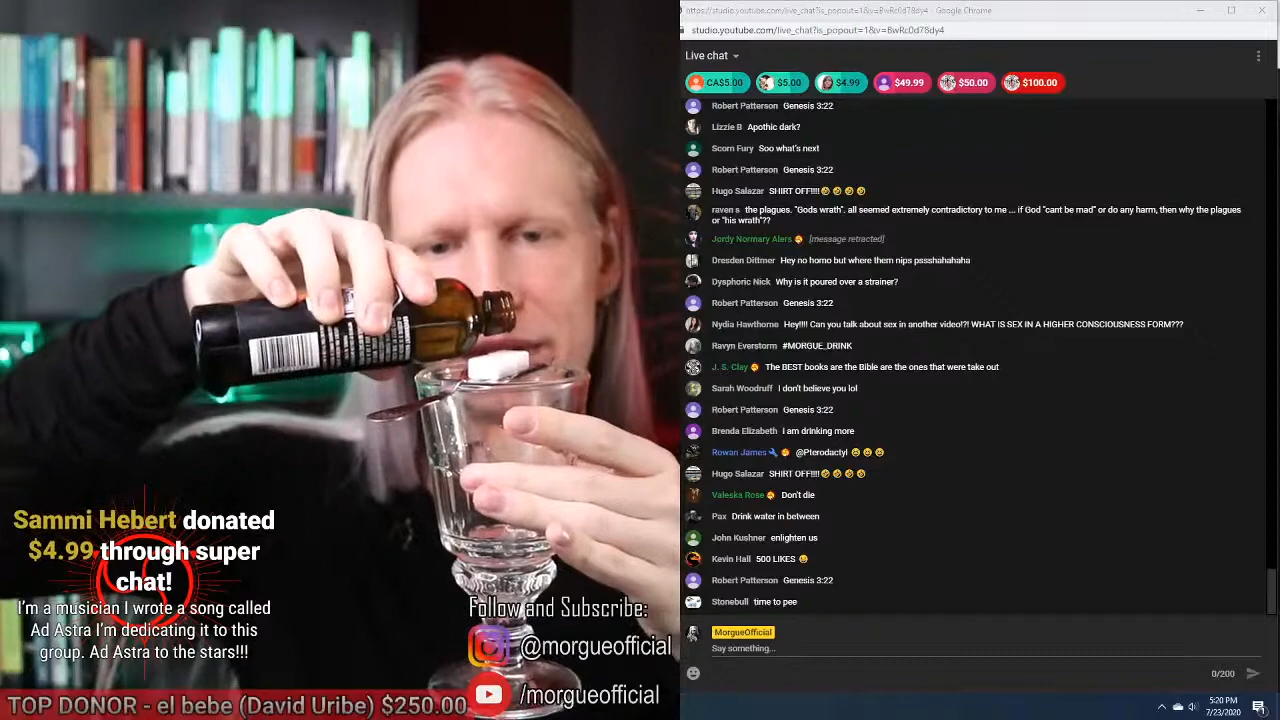 https://studio.youtube.com/live_chat?is_popout=1&v=BwRc0d78dy4 - Google Chrome
studio.youtube.com/live_chat?is_popout=1&v=BwRc0d78dy4
Live chat
CA$5.00 $5.00 $4.99 $49.99 $50.00 $100.00
Robert Patterson Genesis 3:22
Lizzie B Apothic dark?
Scorn Fury Soo what's next
Robert Patterson Genesis 3:22
Hugo Salazar SHIRT OFF!!!!🤣🤣🤣🤣
raven s the plagues. "Gods wrath". all seemed extremely contradictory to me ... if God "cant be mad" or do any harm, then why the plagues
or "his wrath"??
Jordy Normary Alers [message retracted]
Dresden Dittmer Hey no homo but where them nips pssshahahaha
Dysphoric Nick Why is it poured over a strainer?
Robert Patterson Genesis 3:22
Nydia Hawthorne Hey!!!! Can you talk about sex in another video!?! WHAT IS SEX IN A HIGHER CONSCIOUSNESS FORM???
Ravyn Everstorm #MORGUE_DRINK
J. S. Clay The BEST books are the Bible are the ones that were take out
Sarah Woodruff I don't believe you lol
Robert Patterson Genesis 3:22
Brenda Elizabeth i am drInking more
Rowan James @Pterodactyl 😂😂😂
Hugo Salazar SHIRT OFF!!!!🤣🤣🤣🤣
Valeska Rose Don't die
Pax Drink water in between
John Kushner enlighten us
Kevin Hall 500 LIKES 😄
Robert Patterson Genesis 3:22
Stonebull time to pee
MorgueOfficial
Say something...
0/200
5:20 PM
7/23/2020
Sammi Hebert donated
$4.99 through super
chat!
I'm a musician I wrote a song called
Ad Astra I'm dedicating it to this
group. Ad Astra to the stars!!!
Follow and Subscribe:
@morgueofficial
/morgueofficial
TOP DONOR - el bebe (David Uribe) $250.00